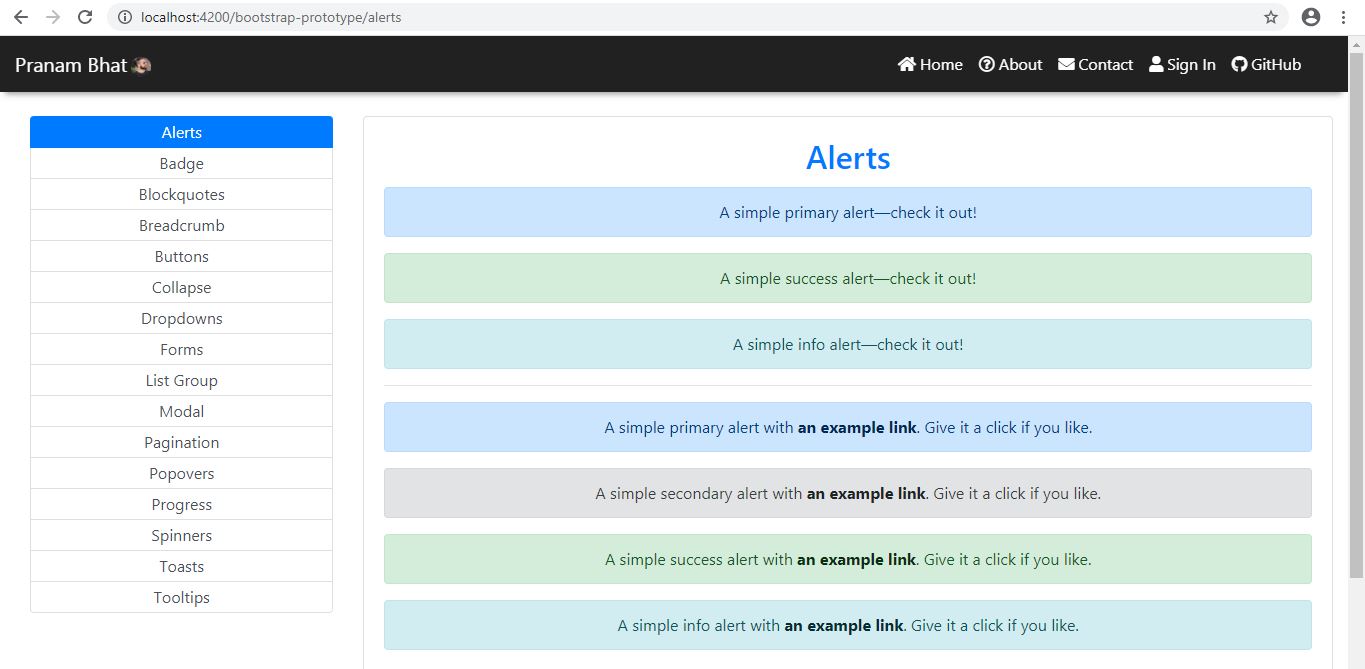 localhost:4200/bootstrap-prototype/alerts
Pranam Bhat
Home About Contact Sign In GitHub
Alerts
Badge
Blockquotes
Breadcrumb
Buttons
Collapse
Dropdowns
Forms
List Group
Modal
Pagination
Popovers
Progress
Spinners
Toasts
Tooltips
Alerts
A simple primary alert—check it out!
A simple success alert—check it out!
A simple info alert—check it out!
A simple primary alert with an example link. Give it a click if you like.
A simple secondary alert with an example link. Give it a click if you like.
A simple success alert with an example link. Give it a click if you like.
A simple info alert with an example link. Give it a click if you like.